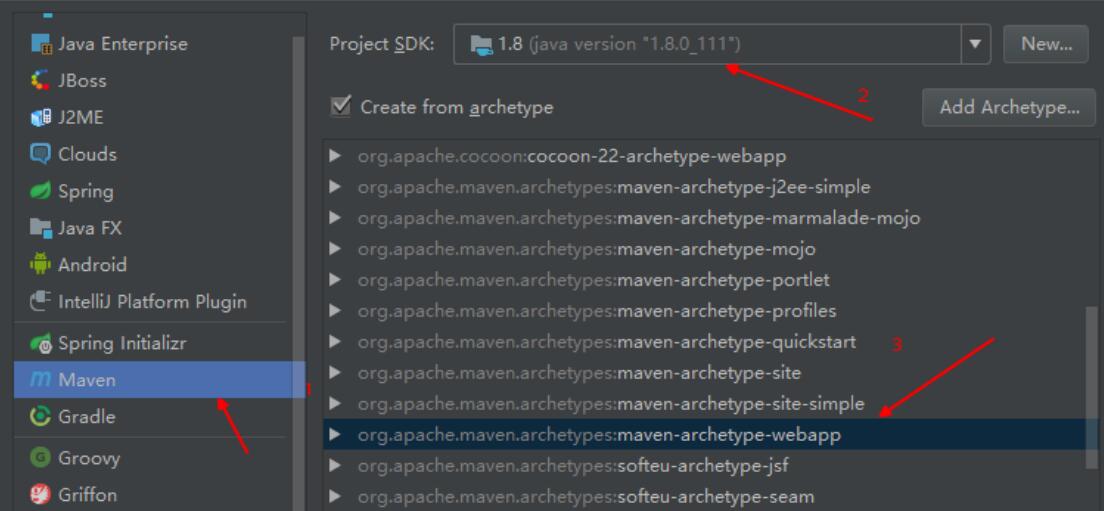 Java Enterprise
JBoss
J2ME
Clouds
Spring
Java FX
Android
IntelliJ Platform Plugin
Spring Initializr
Maven
Gradle
Groovy
Griffon
1
Project SDK: 1.8 (java version "1.8.0_111") New...
2
Create from archetype Add Archetype...
org.apache.cocoon:cocoon-22-archetype-webapp
org.apache.maven.archetypes:maven-archetype-j2ee-simple
org.apache.maven.archetypes:maven-archetype-marmalade-mojo
org.apache.maven.archetypes:maven-archetype-mojo
org.apache.maven.archetypes:maven-archetype-portlet
org.apache.maven.archetypes:maven-archetype-profiles
org.apache.maven.archetypes:maven-archetype-quickstart
3
org.apache.maven.archetypes:maven-archetype-site
org.apache.maven.archetypes:maven-archetype-site-simple
org.apache.maven.archetypes:maven-archetype-webapp
org.apache.maven.archetypes:softeu-archetype-jsf
org.apache.maven.archetypes:softeu-archetype-seam